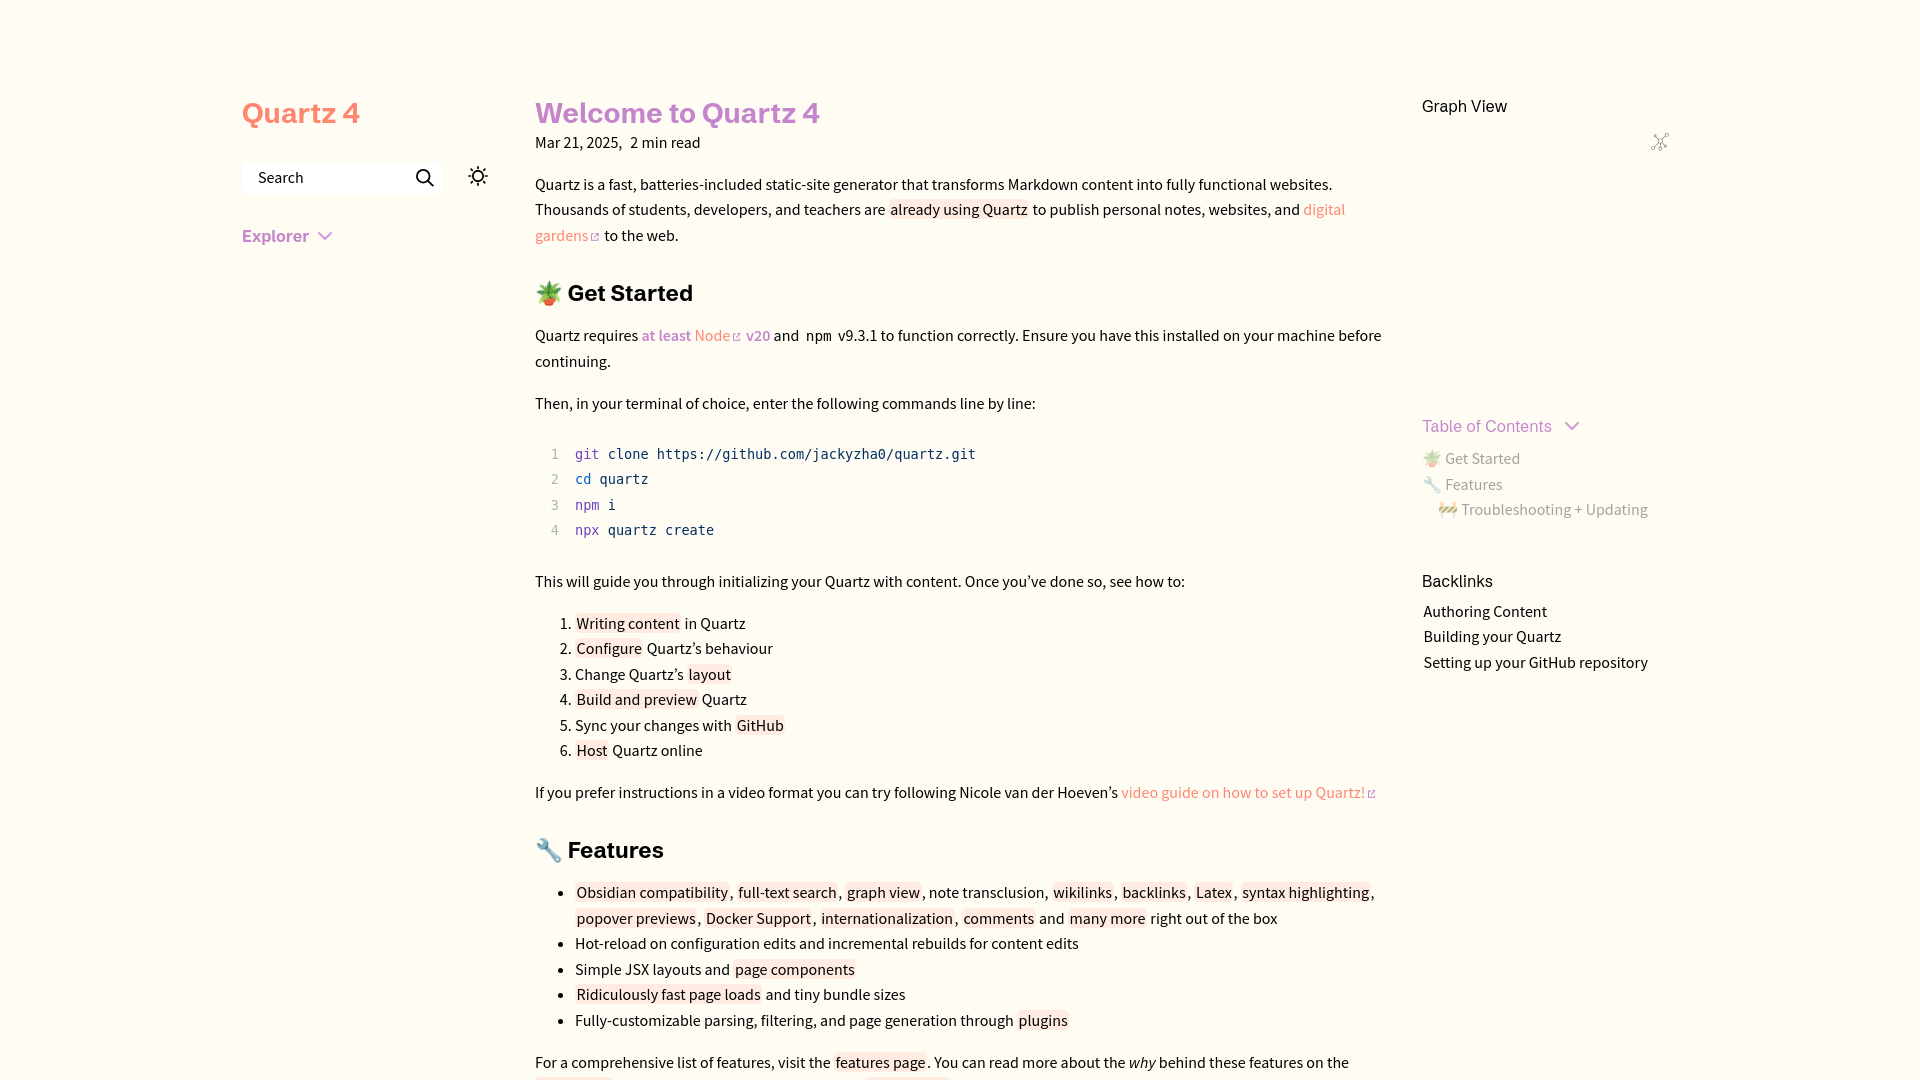 Quartz 4
Search
Explorer
Welcome to Quartz 4
Mar 21, 2025, 2 min read
Quartz is a fast, batteries-included static-site generator that transforms Markdown content into fully functional websites.
Thousands of students, developers, and teachers are already using Quartz to publish personal notes, websites, and digital
gardens to the web.
🪴 Get Started
Quartz requires at least Node v20 and npm v9.3.1 to function correctly. Ensure you have this installed on your machine before
continuing.
Then, in your terminal of choice, enter the following commands line by line:
1 git clone https://github.com/jackyzha0/quartz.git
2 cd quartz
3 npm i
4 npx quartz create
This will guide you through initializing your Quartz with content. Once you’ve done so, see how to:
1. Writing content in Quartz
2. Configure Quartz’s behaviour
3. Change Quartz’s layout
4. Build and preview Quartz
5. Sync your changes with GitHub
6. Host Quartz online
If you prefer instructions in a video format you can try following Nicole van der Hoeven’s video guide on how to set up Quartz!
🔧 Features
• Obsidian compatibility, full-text search, graph view, note transclusion, wikilinks, backlinks, Latex, syntax highlighting,
popover previews, Docker Support, internationalization, comments and many more right out of the box
• Hot-reload on configuration edits and incremental rebuilds for content edits
• Simple JSX layouts and page components
• Ridiculously fast page loads and tiny bundle sizes
• Fully-customizable parsing, filtering, and page generation through plugins
For a comprehensive list of features, visit the features page. You can read more about the why behind these features on the
Graph View
Table of Contents
🪴 Get Started
🔧 Features
🚧 Troubleshooting + Updating
Backlinks
Authoring Content
Building your Quartz
Setting up your GitHub repository